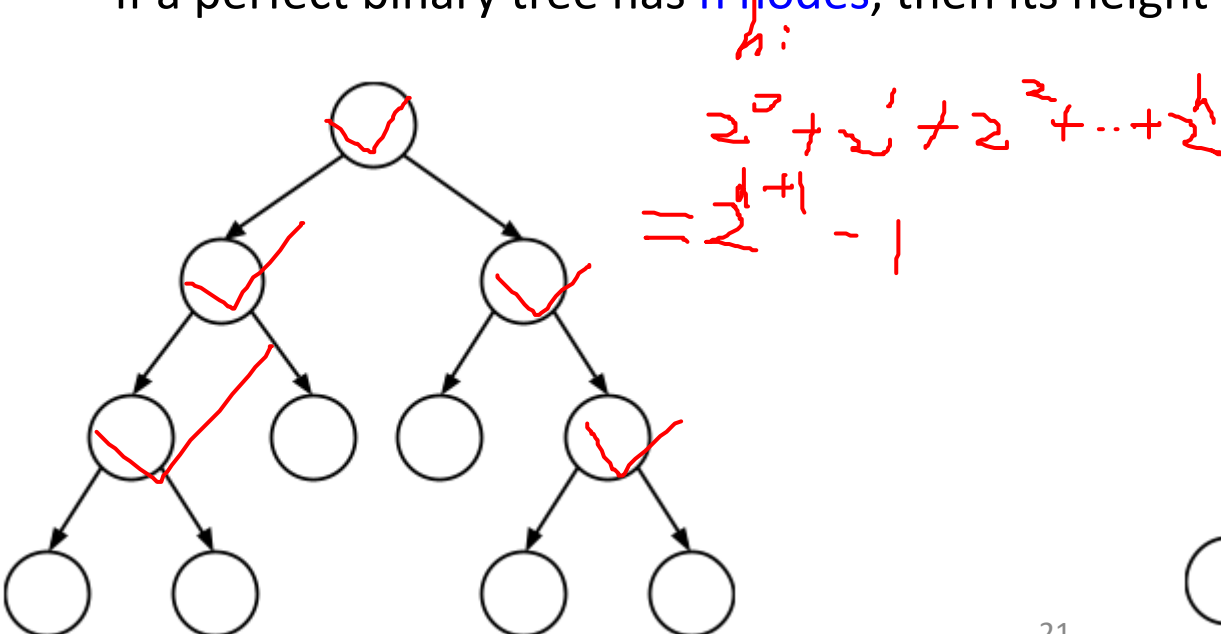 If a perfect binary tree has n nodes, then its height
h:
2⁰ + 2¹ + 2² + .. + 2ʰ
= 2ʰ⁺¹ - 1
21